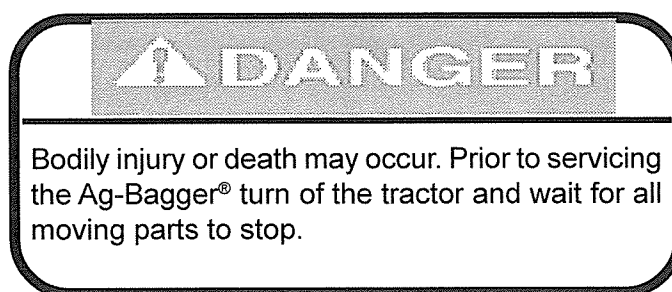 DANGER
Bodily injury or death may occur. Prior to servicing
the Ag-Bagger® turn of the tractor and wait for all
moving parts to stop.